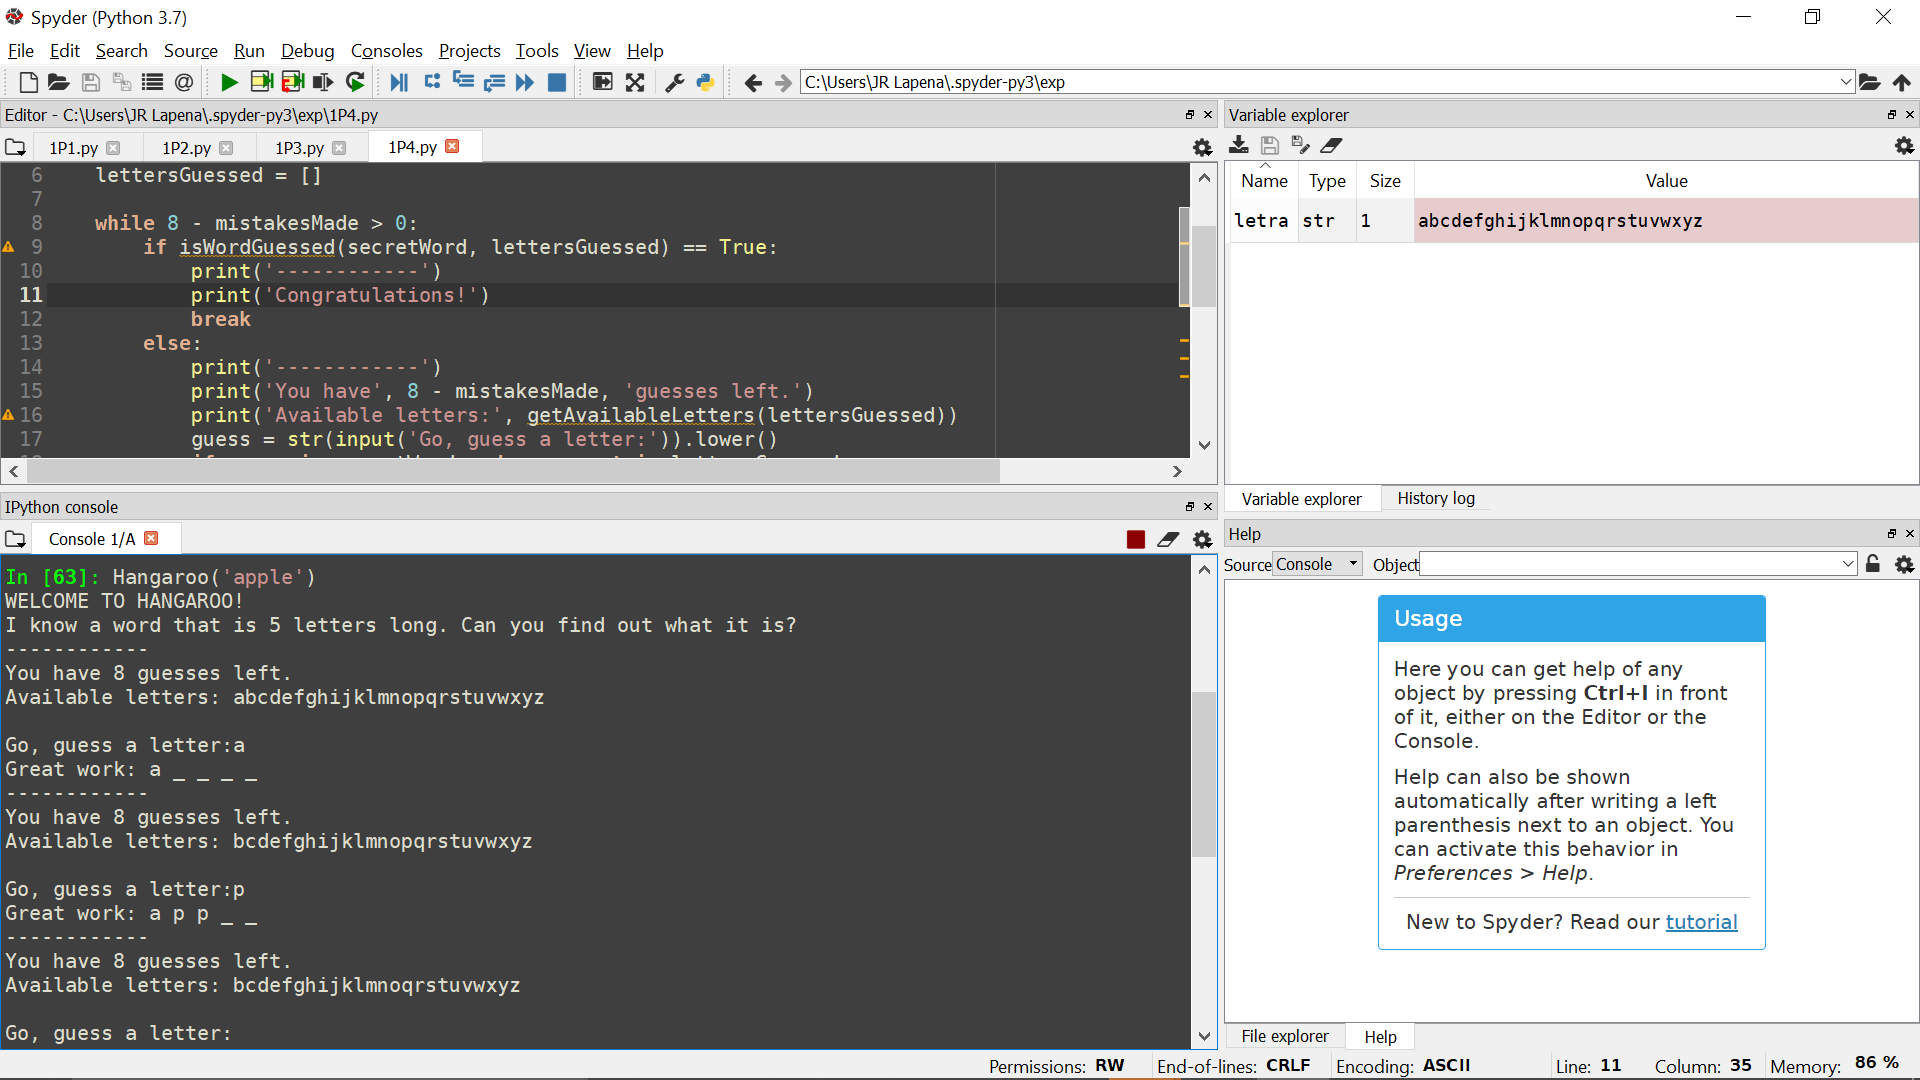 Spyder (Python 3.7)
File Edit Search Source Run Debug Consoles Projects Tools View Help
C:\Users\JR Lapena\.spyder-py3\exp
Editor - C:\Users\JR Lapena\.spyder-py3\exp\1P4.py
1P1.py 1P2.py 1P3.py 1P4.py
6 lettersGuessed = []
7
8 while 8 - mistakesMade > 0:
9 if isWordGuessed(secretWord, lettersGuessed) == True:
10 print('------------')
11 print('Congratulations!')
12 break
13 else:
14 print('------------')
15 print('You have', 8 - mistakesMade, 'guesses left.')
16 print('Available letters:', getAvailableLetters(lettersGuessed))
17 guess = str(input('Go, guess a letter:')).lower()
IPython console
Console 1/A
In [63]: Hangaroo('apple')
WELCOME TO HANGAROO!
I know a word that is 5 letters long. Can you find out what it is?
------------
You have 8 guesses left.
Available letters: abcdefghijklmnopqrstuvwxyz
Go, guess a letter:a
Great work: a _ _ _ _
------------
You have 8 guesses left.
Available letters: bcdefghijklmnopqrstuvwxyz
Go, guess a letter:p
Great work: a p p _ _
------------
You have 8 guesses left.
Available letters: bcdefghijklmnoqrstuvwxyz
Go, guess a letter:
Variable explorer
Name Type Size Value
letra str 1 abcdefghijklmnopqrstuvwxyz
Variable explorer History log
Help
Source Console Object
Usage
Here you can get help of any
object by pressing Ctrl+I in front
of it, either on the Editor or the
Console.
Help can also be shown
automatically after writing a left
parenthesis next to an object. You
can activate this behavior in
Preferences > Help.
New to Spyder? Read our tutorial
File explorer Help
Permissions: RW End-of-lines: CRLF Encoding: ASCII Line: 11 Column: 35 Memory: 86 %